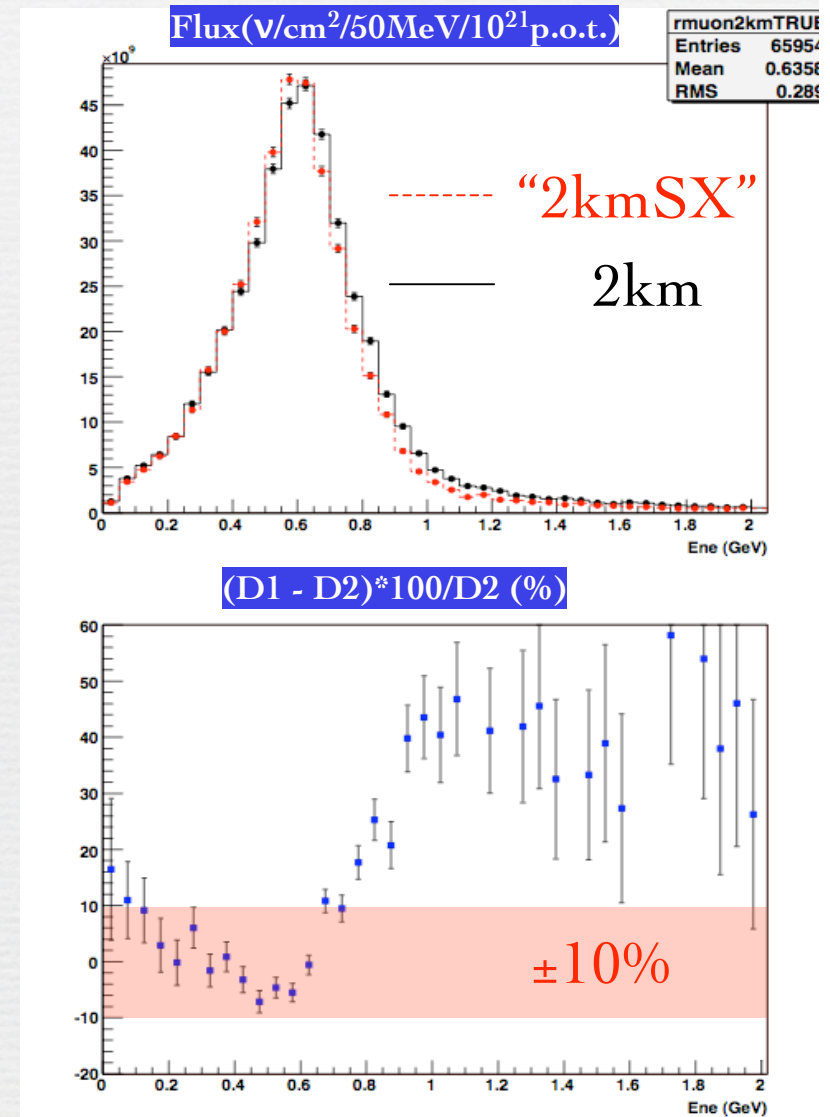 Flux(ν/cm²/50MeV/10²¹p.o.t.)
rmuon2kmTRUE
Entries 65954
Mean 0.6358
RMS 0.289
×10⁹
45
40
35
30
25
20
15
10
5
0
“2kmSX”
2km
0 0.2 0.4 0.6 0.8 1 1.2 1.4 1.6 1.8 2
Ene (GeV)
(D1 - D2)*100/D2 (%)
60
50
40
30
20
10
0
-10
-20
±10%
0 0.2 0.4 0.6 0.8 1 1.2 1.4 1.6 1.8 2
Ene (GeV)